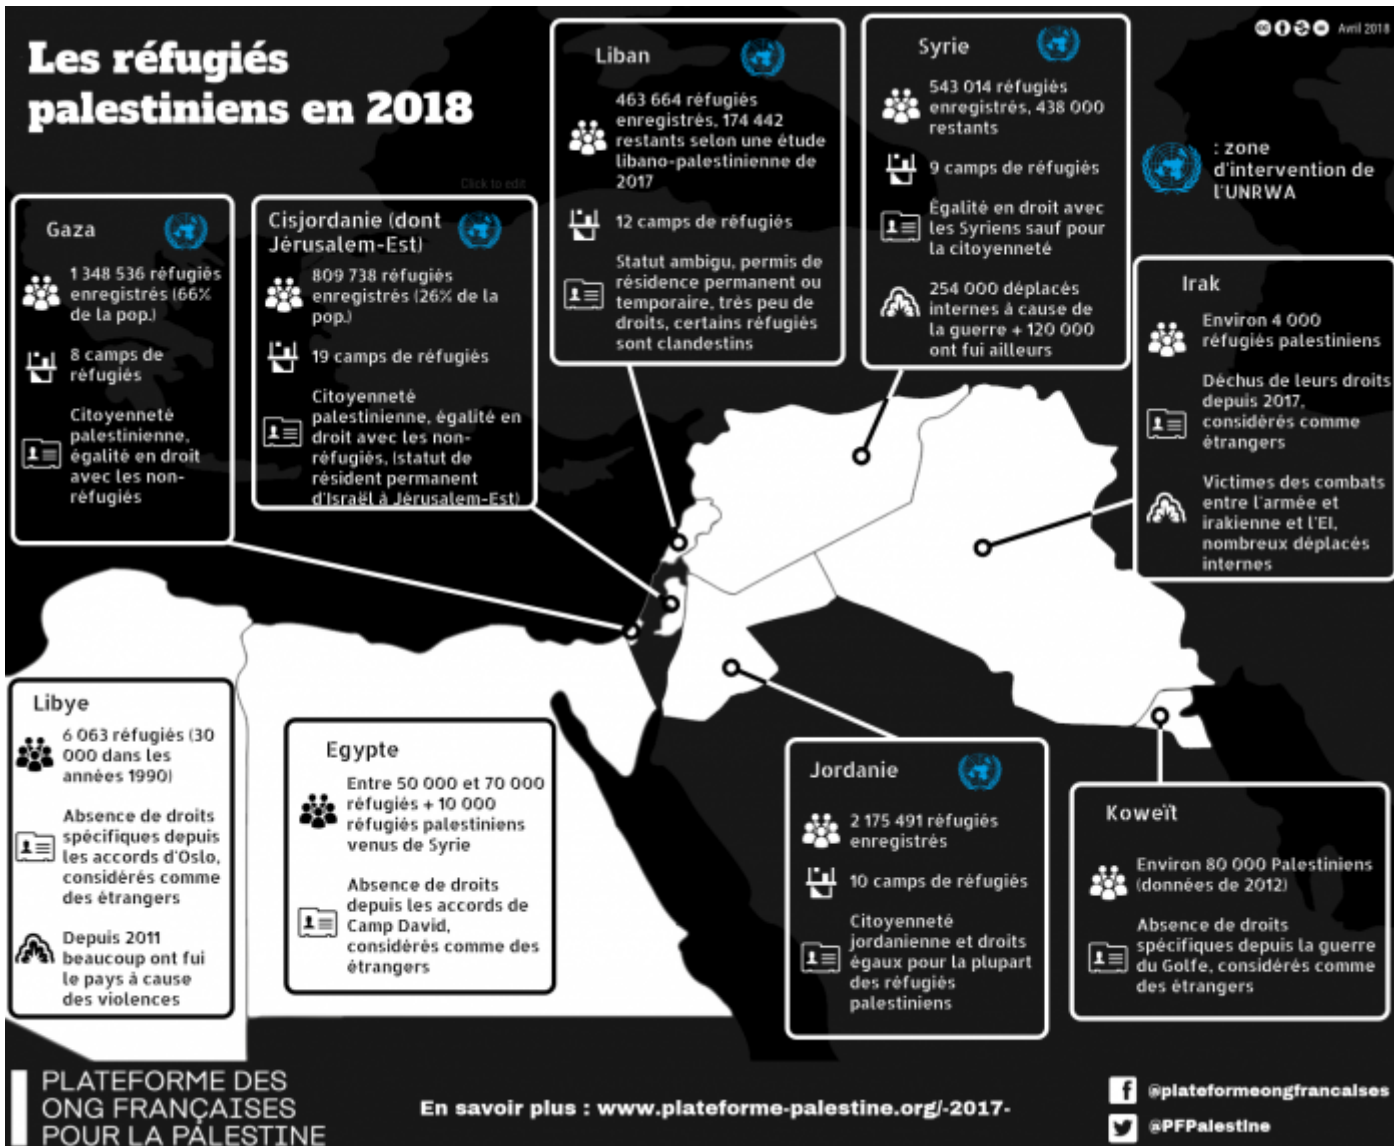 Les réfugiés
palestiniens en 2018
Click to edit
Avril 2018
: zone
d'intervention de
l'UNRWA
Gaza
1 348 536 réfugiés
enregistrés (66%
de la pop.)
8 camps de
réfugiés
Citoyenneté
palestinienne,
égalité en droit
avec les non-
réfugiés
Cisjordanie (dont
Jérusalem-Est)
809 738 réfugiés
enregistrés (26% de la
pop.)
19 camps de réfugiés
Citoyenneté
palestinienne, égalité en
droit avec les non-
réfugiés, (statut de
résident permanent
d'Israël à Jérusalem-Est)
Liban
463 664 réfugiés
enregistrés, 174 442
restants selon une étude
libano-palestinienne de
2017
12 camps de réfugiés
Statut ambigu, permis de
résidence permanent ou
temporaire, très peu de
droits, certains réfugiés
sont clandestins
Syrie
543 014 réfugiés
enregistrés, 438 000
restants
9 camps de réfugiés
Égalité en droit avec
les Syriens sauf pour
la citoyenneté
254 000 déplacés
internes à cause de
la guerre + 120 000
ont fui ailleurs
Irak
Environ 4 000
réfugiés palestiniens
Déchus de leurs droits
depuis 2017,
considérés comme
étrangers
Victimes des combats
entre l'armée et
irakienne et l'EI,
nombreux déplacés
internes
Libye
6 063 réfugiés (30
000 dans les
années 1990)
Absence de droits
spécifiques depuis
les accords d'Oslo,
considérés comme
des étrangers
Depuis 2011
beaucoup ont fui
le pays à cause
des violences
Egypte
Entre 50 000 et 70 000
réfugiés + 10 000
réfugiés palestiniens
venus de Syrie
Absence de droits
depuis les accords de
Camp David,
considérés comme des
étrangers
Jordanie
2 175 491 réfugiés
enregistrés
10 camps de réfugiés
Citoyenneté
jordanienne et droits
égaux pour la plupart
des réfugiés
palestiniens
Koweït
Environ 80 000 Palestiniens
(données de 2012)
Absence de droits
spécifiques depuis la guerre
du Golfe, considérés comme
des étrangers
PLATEFORME DES
ONG FRANÇAISES
POUR LA PALESTINE
En savoir plus : www.plateforme-palestine.org/-2017-
@plateformeongfrancaises
@PFPalestine